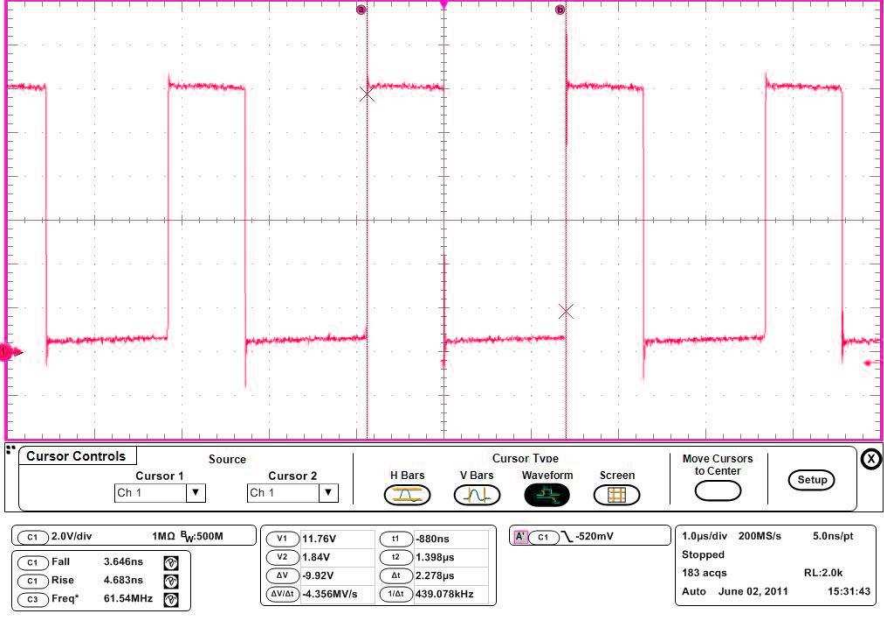 a b
1
Cursor Controls
Source
Cursor 1 Cursor 2
Ch 1 Ch 1
Cursor Type
H Bars V Bars Waveform Screen
Move Cursors
to Center
Setup
X
C1 2.0V/div 1MΩ BW:500M
C1 Fall 3.646ns
C1 Rise 4.683ns
C3 Freq* 61.54MHz
V1 11.76V t1 -880ns
V2 1.84V t2 1.398µs
ΔV -9.92V Δt 2.278µs
ΔV/Δt -4.356MV/s 1/Δt 439.078kHz
A' C1 -520mV
1.0µs/div 200MS/s 5.0ns/pt
Stopped
183 acqs RL:2.0k
Auto June 02, 2011 15:31:43